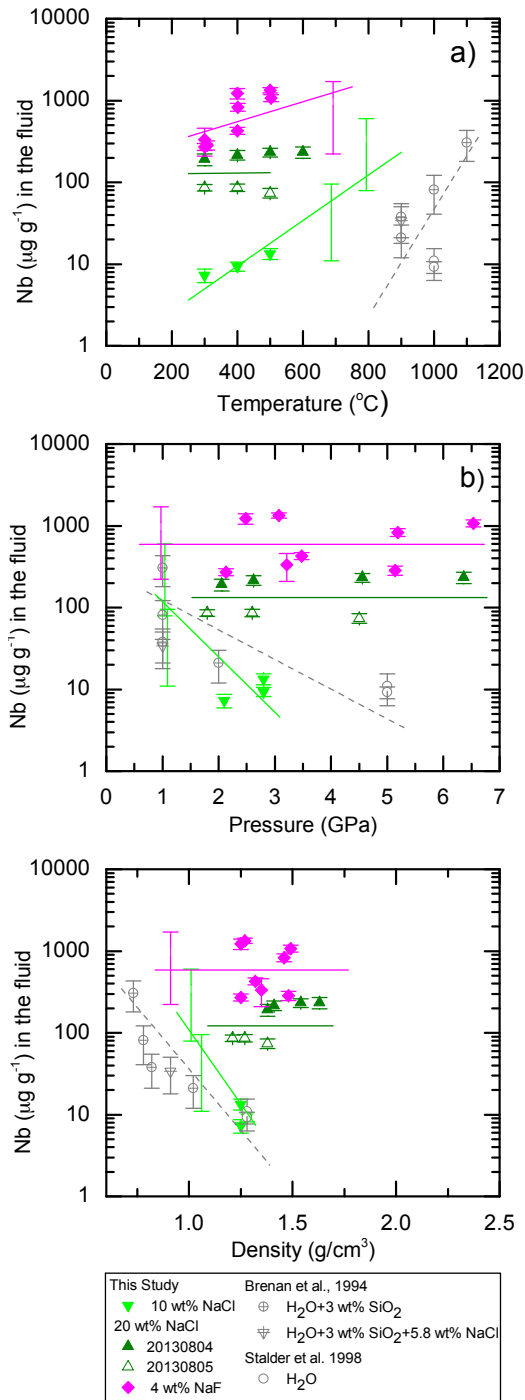 a)
10000
1000
100
10
1
Nb (µg g⁻¹) in the fluid
0 200 400 600 800 1000 1200
Temperature (°C)
b)
10000
1000
100
10
1
Nb (µg g⁻¹) in the fluid
0 1 2 3 4 5 6 7
Pressure (GPa)
10000
1000
100
10
1
Nb (µg g⁻¹) in the fluid
1.0 1.5 2.0 2.5
Density (g/cm³)
This Study
10 wt% NaCl
20 wt% NaCl
20130804
20130805
4 wt% NaF
Brenan et al., 1994
H₂O+3 wt% SiO₂
H₂O+3 wt% SiO₂+5.8 wt% NaCl
Stalder et al. 1998
H₂O